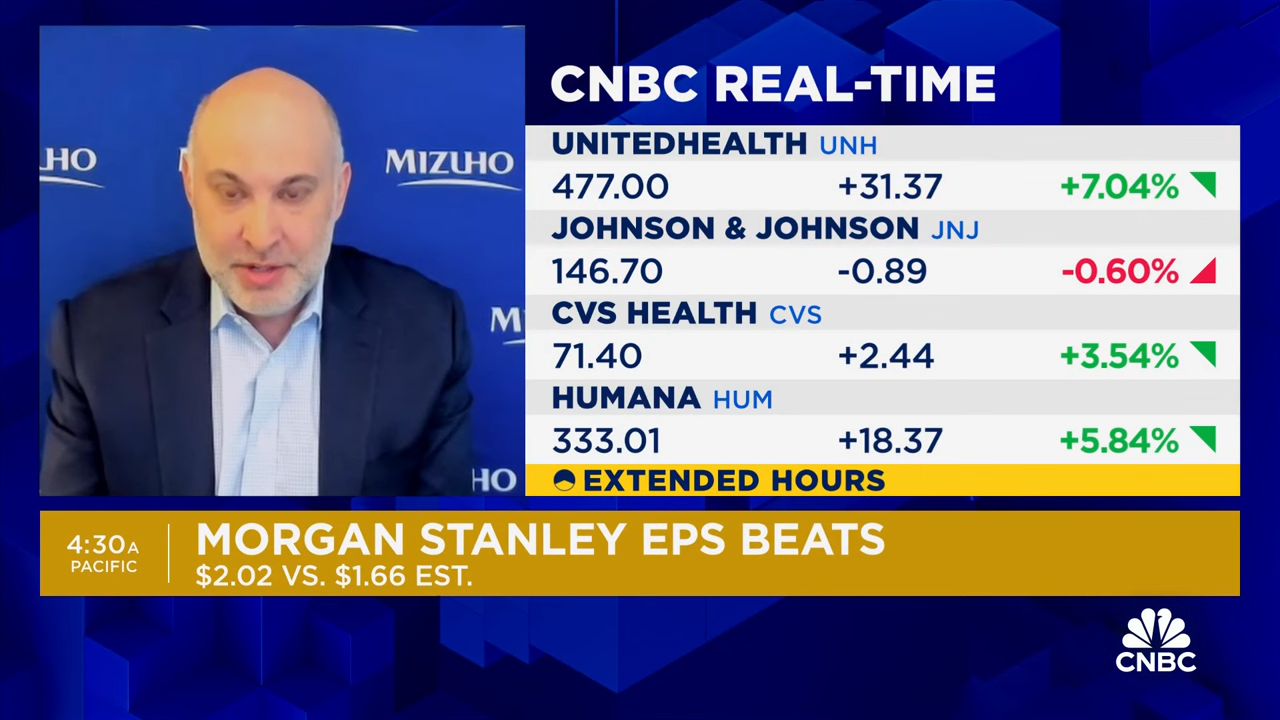 CNBC REAL-TIME
UNITEDHEALTH UNH
477.00 +31.37 +7.04%
JOHNSON & JOHNSON JNJ
146.70 -0.89 -0.60%
CVS HEALTH CVS
71.40 +2.44 +3.54%
HUMANA HUM
333.01 +18.37 +5.84%
EXTENDED HOURS
LHO
MIZUHO
M
HO
4:30A
PACIFIC
MORGAN STANLEY EPS BEATS
$2.02 VS. $1.66 EST.
CNBC